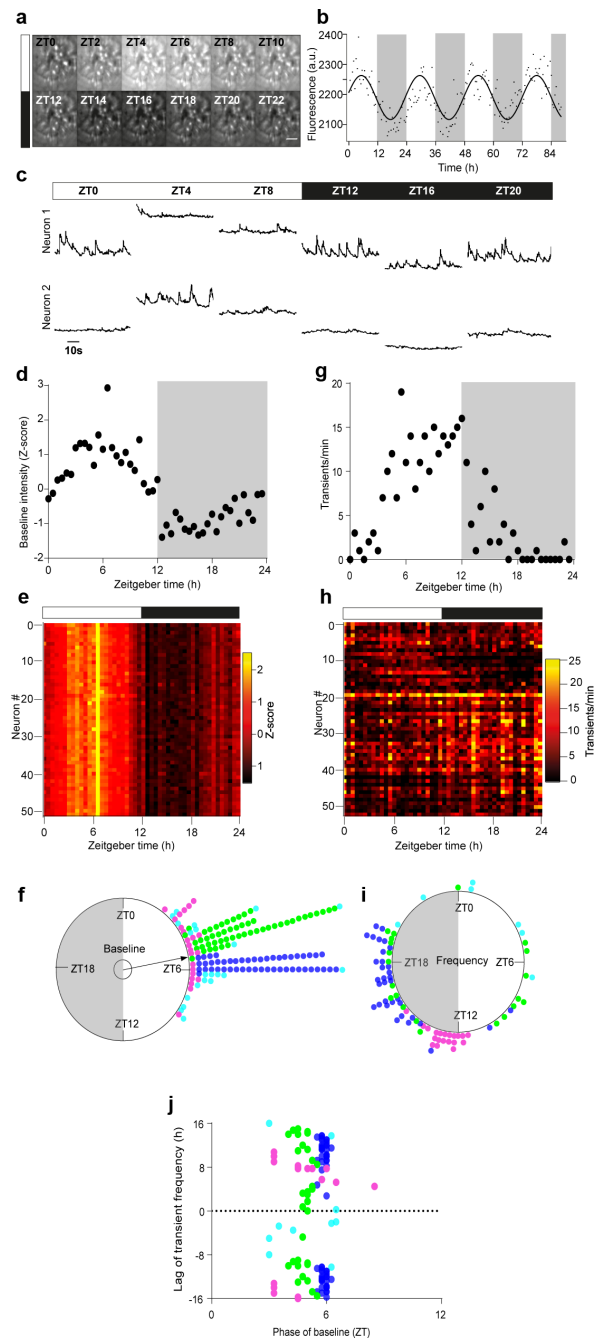 a
ZT0 ZT2 ZT4 ZT6 ZT8 ZT10
ZT12 ZT14 ZT16 ZT18 ZT20 ZT22
b
Fluorescence (a.u.)
2400
2300
2200
2100
0 12 24 36 48 60 72 84
Time (h)
c
ZT0 ZT4 ZT8 ZT12 ZT16 ZT20
Neuron 1
Neuron 2
10s
d
Baseline intensity (Z-score)
3
2
1
0
-1
-2
0 6 12 18 24
Zeitgeber time (h)
g
Transients/min
20
15
10
5
0
0 6 12 18 24
Zeitgeber time (h)
e
Neuron #
0
10
20
30
40
50
0 6 12 18 24
Zeitgeber time (h)
2
1
0
1
Z-score
h
Neuron #
0
10
20
30
40
50
0 6 12 18 24
Zeitgeber time (h)
25
20
15
10
5
0
Transients/min
f
ZT0
Baseline
ZT18
ZT6
ZT12
i
ZT0
ZT18
Frequency
ZT6
ZT12
j
Lag of transient frequency (h)
16
8
0
-8
-16
0 6 12
Phase of baseline (ZT)